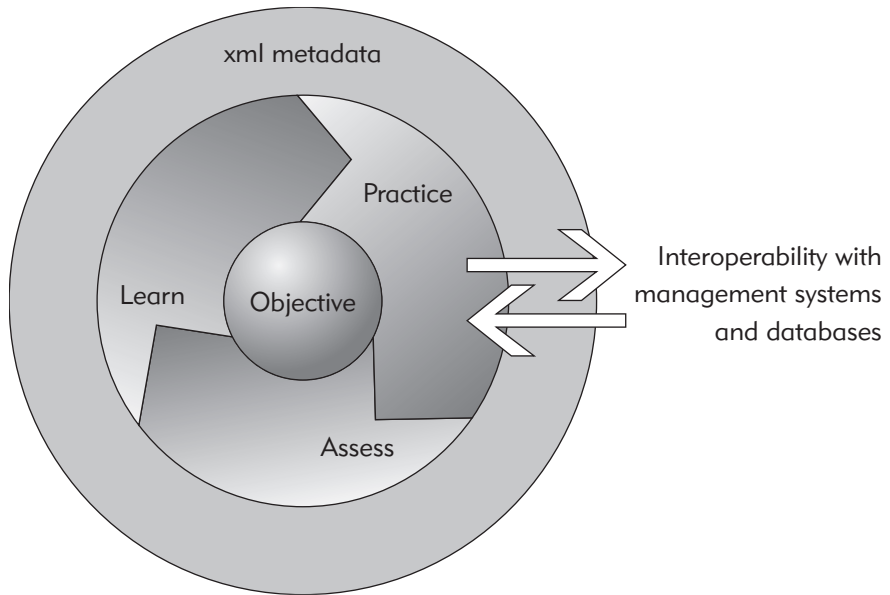 xml metadata
Practice
Learn
Objective
Assess
Interoperability with
management systems
and databases